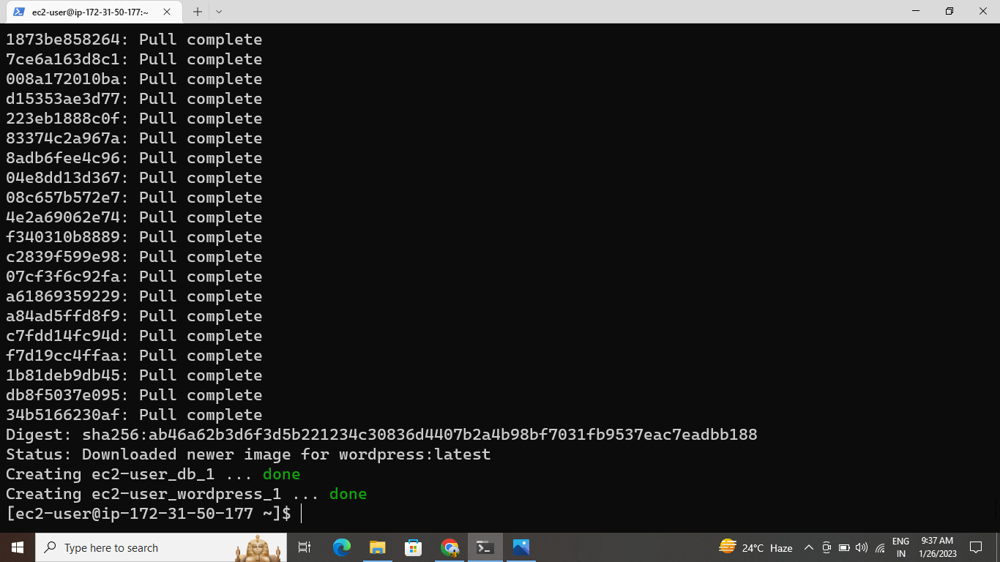 ec2-user@ip-172-31-50-177:~
1873be858264: Pull complete
7ce6a163d8c1: Pull complete
008a172010ba: Pull complete
d15353ae3d77: Pull complete
223eb1888c0f: Pull complete
83374c2a967a: Pull complete
8adb6fee4c96: Pull complete
04e8dd13d367: Pull complete
08c657b572e7: Pull complete
4e2a69062e74: Pull complete
f340310b8889: Pull complete
c2839f599e98: Pull complete
07cf3f6c92fa: Pull complete
a61869359229: Pull complete
a84ad5ffd8f9: Pull complete
c7fdd14fc94d: Pull complete
f7d19cc4ffaa: Pull complete
1b81deb9db45: Pull complete
db8f5037e095: Pull complete
34b5166230af: Pull complete
Digest: sha256:ab46a62b3d6f3d5b221234c30836d4407b2a4b98bf7031fb9537eac7eadbb188
Status: Downloaded newer image for wordpress:latest
Creating ec2-user_db_1 ... done
Creating ec2-user_wordpress_1 ... done
[ec2-user@ip-172-31-50-177 ~]$
Type here to search
24°C Haze
ENG
IN
9:37 AM
1/26/2023